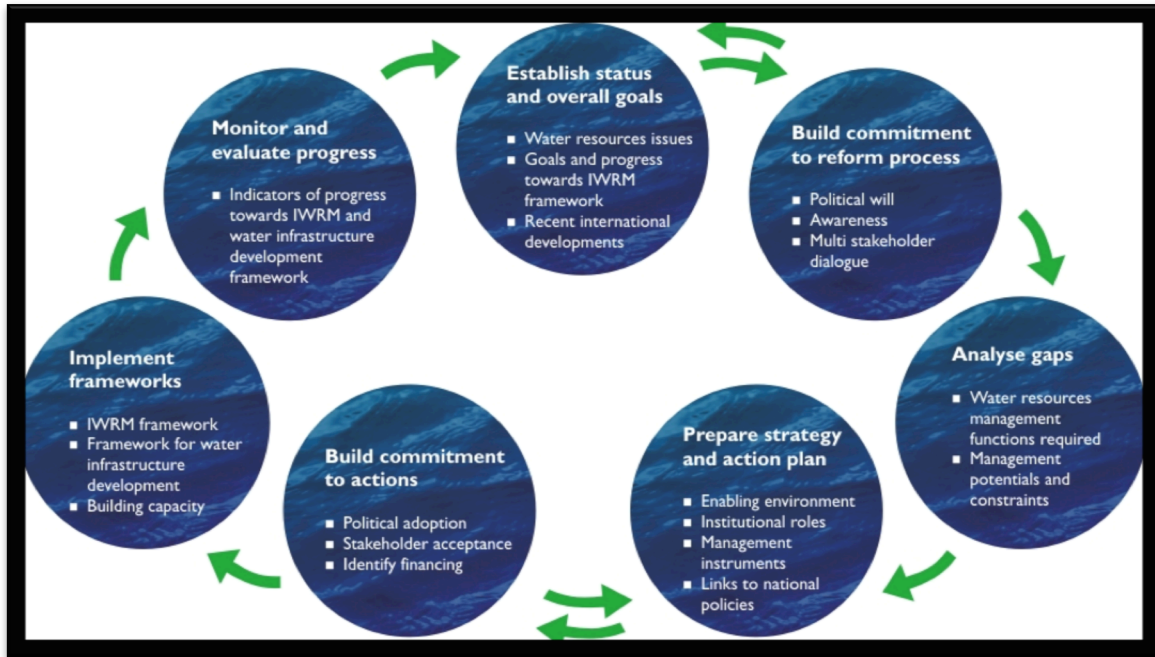 Establish status
and overall goals
■ Water resources issues
■ Goals and progress
towards IWRM
framework
■ Recent international
developments
Build commitment
to reform process
■ Political will
■ Awareness
■ Multi stakeholder
dialogue
Analyse gaps
■ Water resources
management
functions required
■ Management
potentials and
constraints
Prepare strategy
and action plan
■ Enabling environment
■ Institutional roles
■ Management
instruments
■ Links to national
policies
Build commitment
to actions
■ Political adoption
■ Stakeholder acceptance
■ Identify financing
Implement
frameworks
■ IWRM framework
■ Framework for water
infrastructure
development
■ Building capacity
Monitor and
evaluate progress
■ Indicators of progress
towards IWRM and
water infrastructure
development
framework